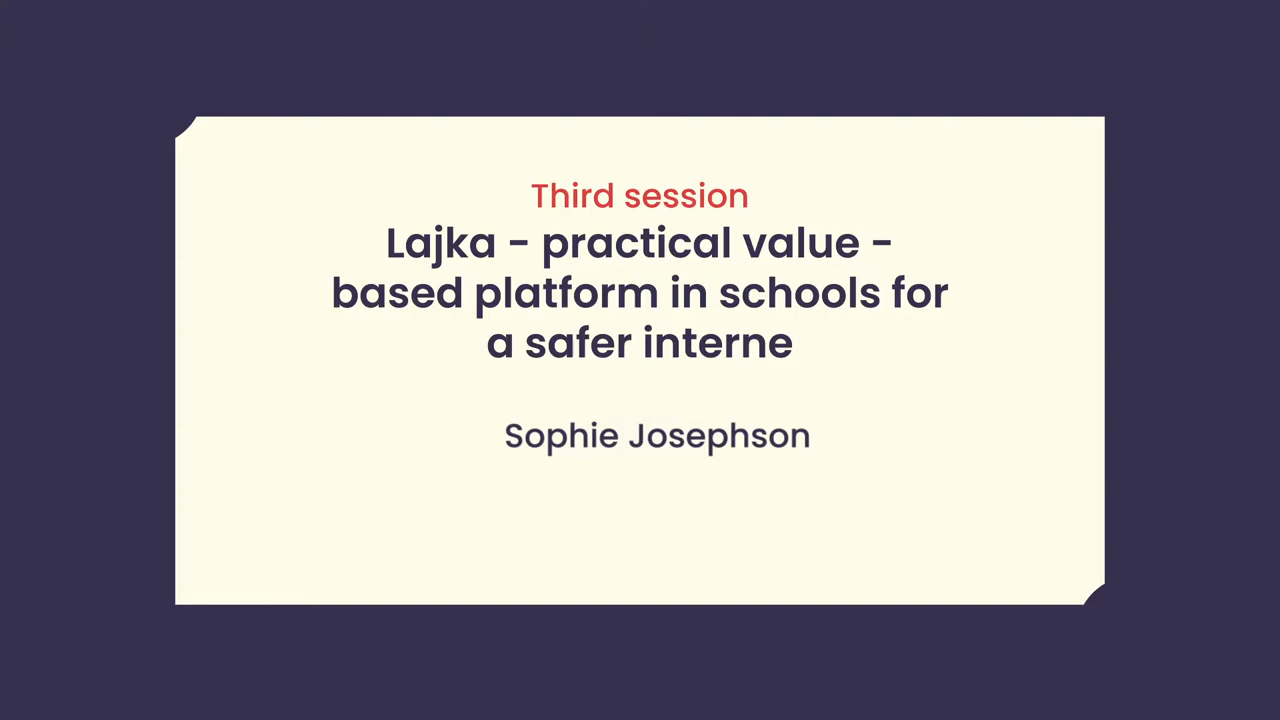 Third session
Lajka - practical value -
based platform in schools for
a safer interne
Sophie Josephson